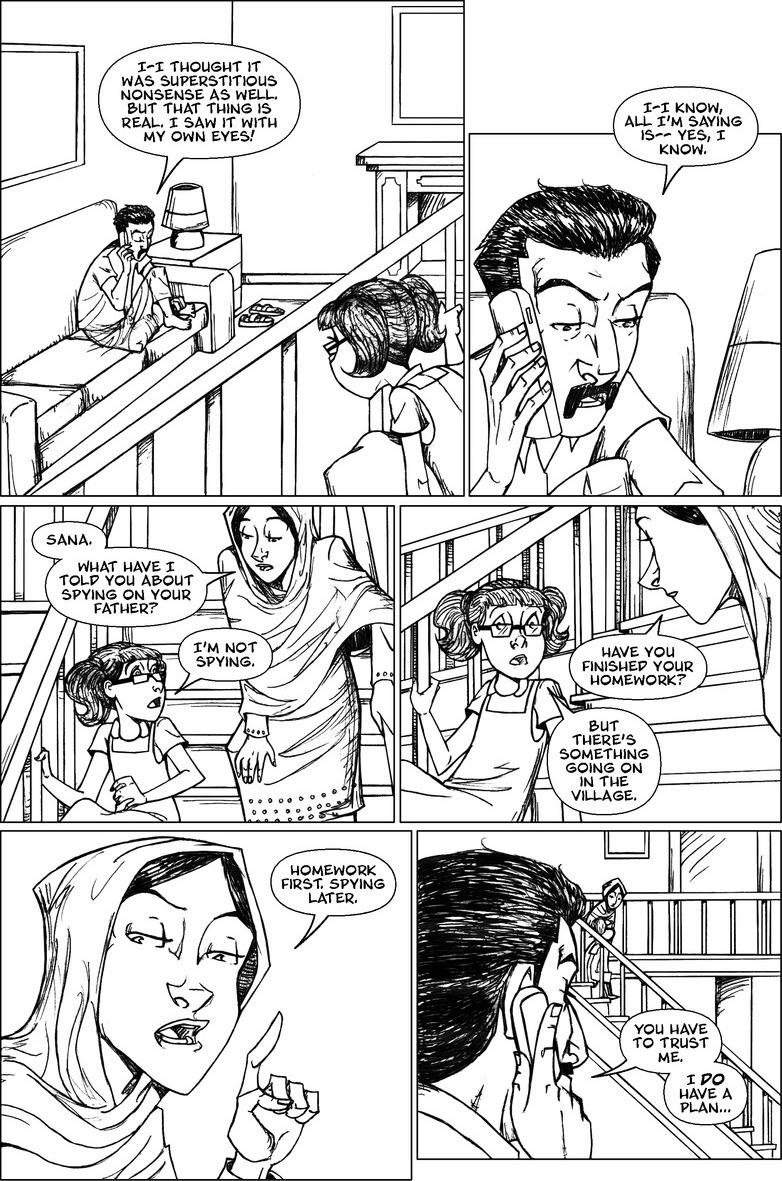 I-I THOUGHT IT
WAS SUPERSTITIOUS
NONSENSE AS WELL.
BUT THAT THING IS
REAL. I SAW IT WITH
MY OWN EYES!
I-I KNOW,
ALL I'M SAYING
IS-- YES, I
KNOW.
SANA.
WHAT HAVE I
TOLD YOU ABOUT
SPYING ON YOUR
FATHER?
I'M NOT
SPYING.
HAVE YOU
FINISHED YOUR
HOMEWORK?
BUT
THERE'S
SOMETHING
GOING ON
IN THE
VILLAGE.
HOMEWORK
FIRST. SPYING
LATER.
YOU HAVE
TO TRUST
ME.
I DO
HAVE A
PLAN...